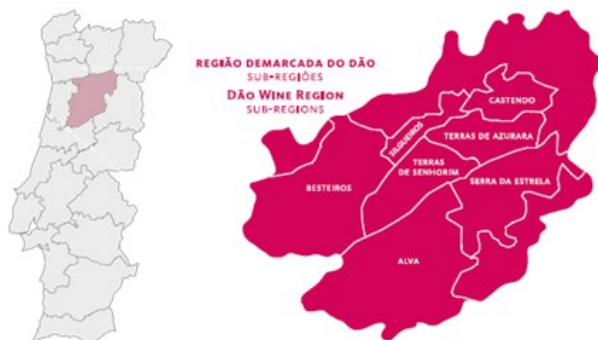 REGIÃO DEMARCADA DO DÃO
SUB-REGIÕES
DÃO WINE REGION
SUB-REGIONS
CASTENDO
TERRAS DE AZURARA
SILGUEIROS
TERRAS
DE SENHORIM
SERRA DA ESTRELA
BESTEIROS
ALVA